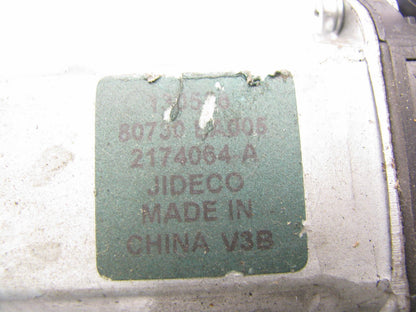 80730
2174064 A
JIDECO
MADE IN
CHINA V3B